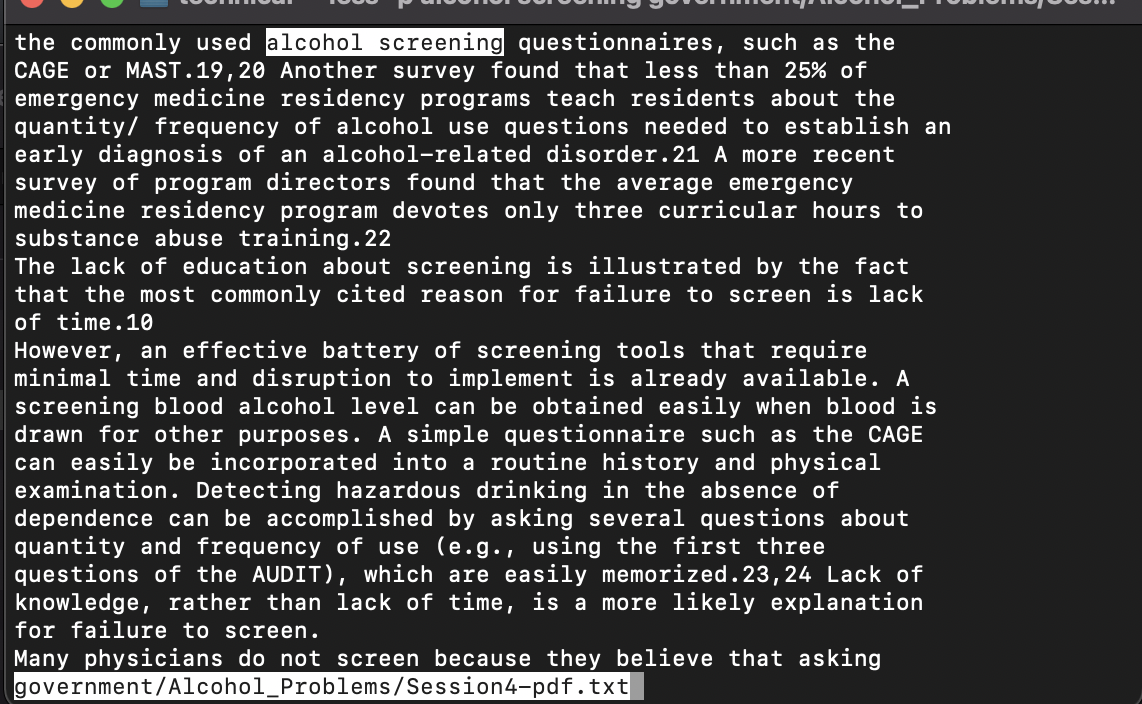 the commonly used alcohol screening questionnaires, such as the
CAGE or MAST.19,20 Another survey found that less than 25% of
emergency medicine residency programs teach residents about the
quantity/ frequency of alcohol use questions needed to establish an
early diagnosis of an alcohol-related disorder.21 A more recent
survey of program directors found that the average emergency
medicine residency program devotes only three curricular hours to
substance abuse training.22
The lack of education about screening is illustrated by the fact
that the most commonly cited reason for failure to screen is lack
of time.10
However, an effective battery of screening tools that require
minimal time and disruption to implement is already available. A
screening blood alcohol level can be obtained easily when blood is
drawn for other purposes. A simple questionnaire such as the CAGE
can easily be incorporated into a routine history and physical
examination. Detecting hazardous drinking in the absence of
dependence can be accomplished by asking several questions about
quantity and frequency of use (e.g., using the first three
questions of the AUDIT), which are easily memorized.23,24 Lack of
knowledge, rather than lack of time, is a more likely explanation
for failure to screen.
Many physicians do not screen because they believe that asking
government/Alcohol_Problems/Session4-pdf.txt